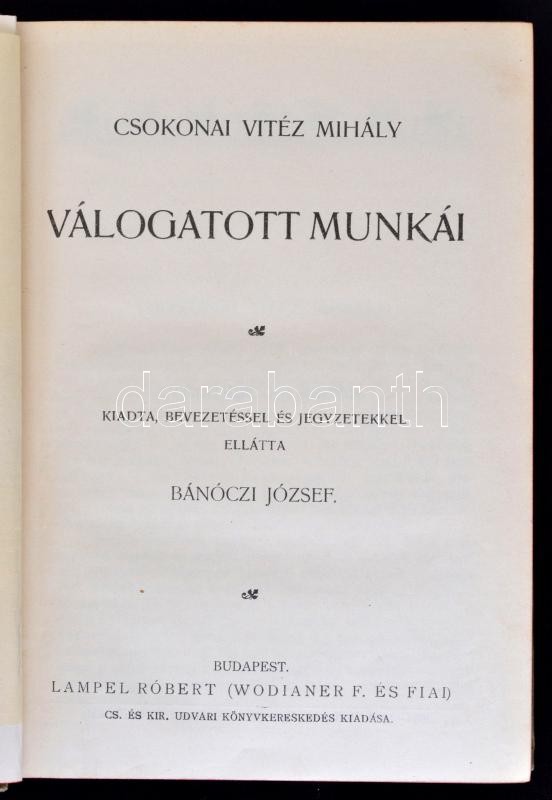 CSOKONAI VITÉZ MIHÁLY
VÁLOGATOTT MUNKÁI
darabanth
KIADTA, BEVEZETÉSSEL ÉS JEGYZETEKKEL
ELLÁTTA
BÁNÓCZI JÓZSEF.
BUDAPEST.
LAMPEL RÓBERT (WODIANER F. ÉS FIAI)
CS. ÉS KIR. UDVARI KÖNYVKERESKEDÉS KIADÁSA.